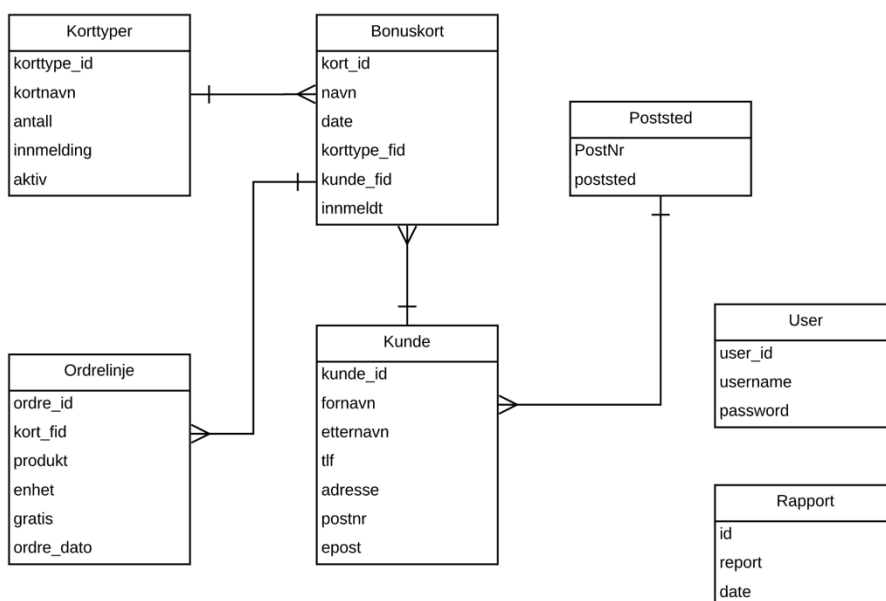 Korttyper
korttype_id
kortnavn
antall
innmelding
aktiv
Bonuskort
kort_id
navn
date
korttype_fid
kunde_fid
innmeldt
Poststed
PostNr
poststed
User
user_id
username
password
Ordrelinje
ordre_id
kort_fid
produkt
enhet
gratis
ordre_dato
Kunde
kunde_id
fornavn
etternavn
tlf
adresse
postnr
epost
Rapport
id
report
date